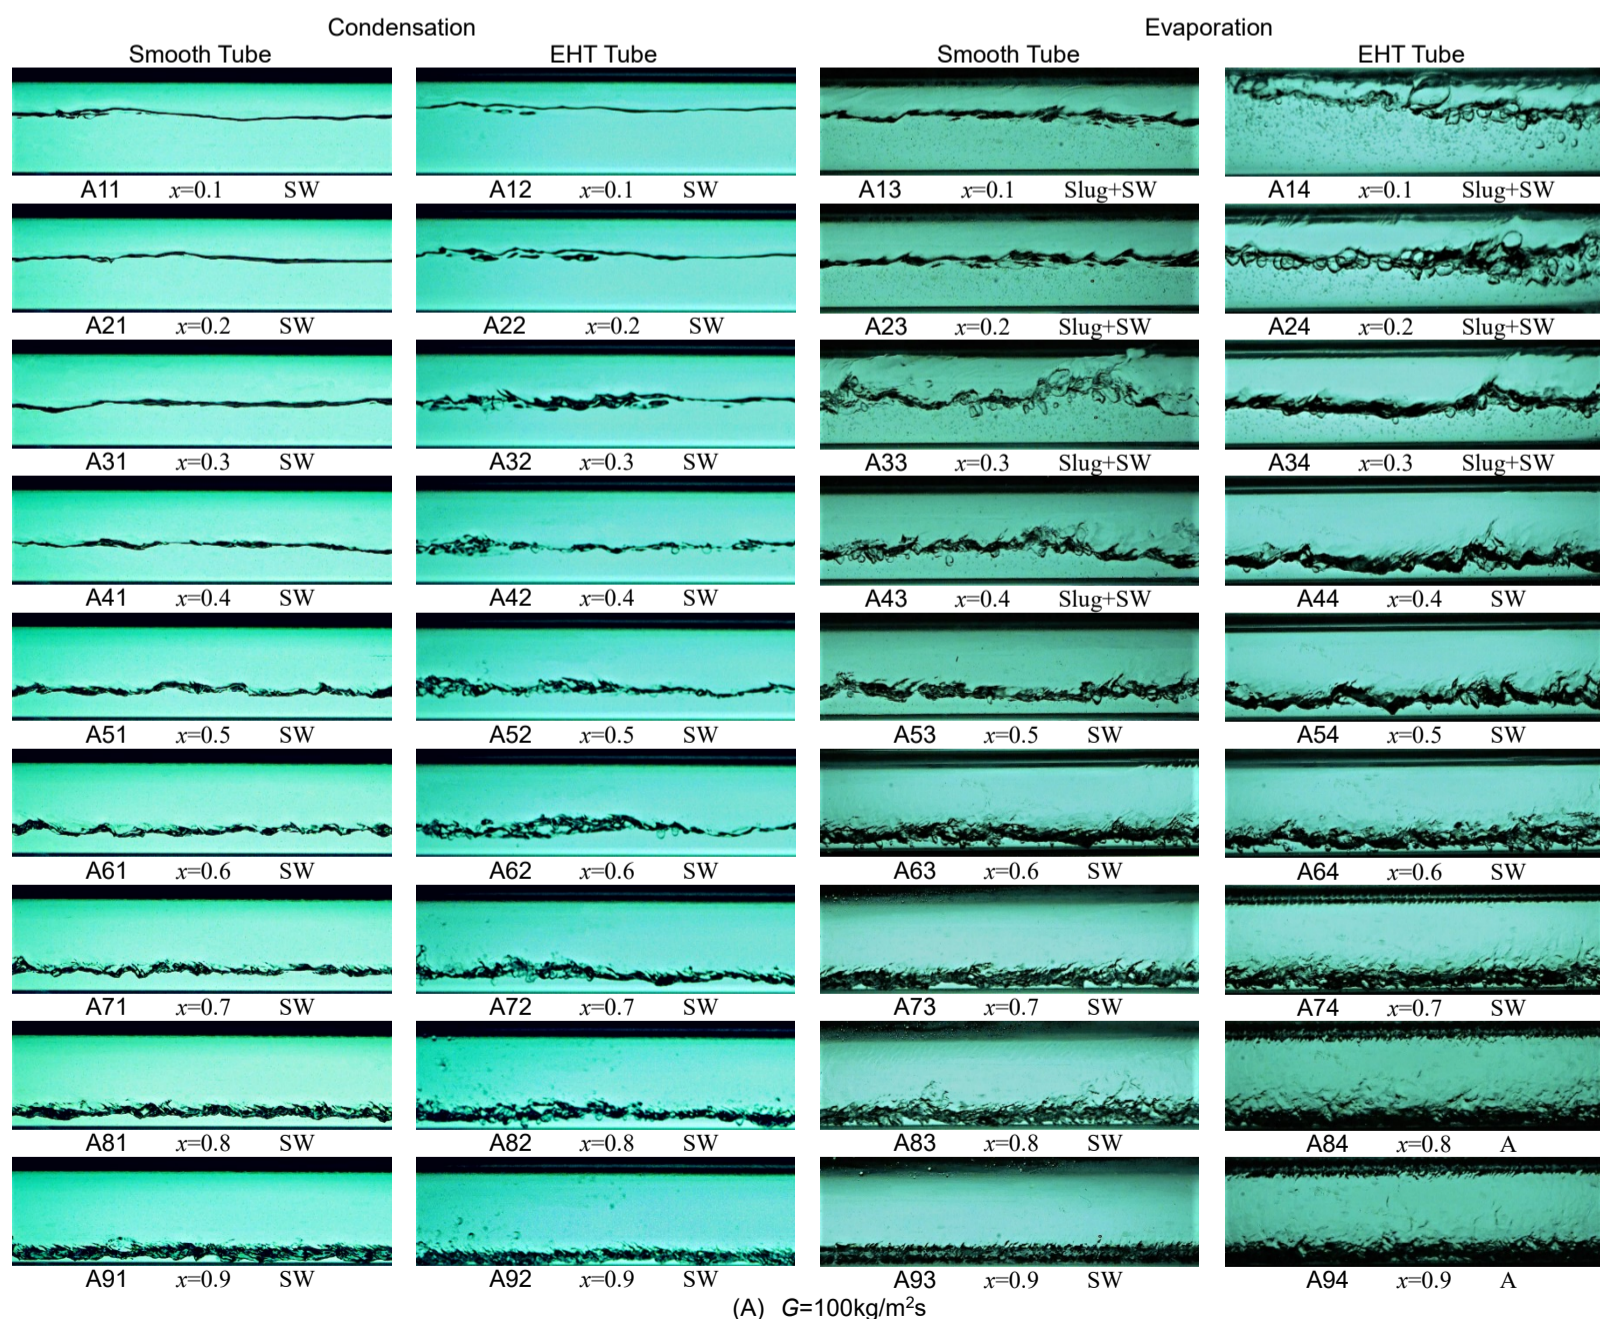 Condensation Evaporation
Smooth Tube EHT Tube Smooth Tube EHT Tube
A11 x=0.1 SW A12 x=0.1 SW A13 x=0.1 Slug+SW A14 x=0.1 Slug+SW
A21 x=0.2 SW A22 x=0.2 SW A23 x=0.2 Slug+SW A24 x=0.2 Slug+SW
A31 x=0.3 SW A32 x=0.3 SW A33 x=0.3 Slug+SW A34 x=0.3 Slug+SW
A41 x=0.4 SW A42 x=0.4 SW A43 x=0.4 Slug+SW A44 x=0.4 SW
A51 x=0.5 SW A52 x=0.5 SW A53 x=0.5 SW A54 x=0.5 SW
A61 x=0.6 SW A62 x=0.6 SW A63 x=0.6 SW A64 x=0.6 SW
A71 x=0.7 SW A72 x=0.7 SW A73 x=0.7 SW A74 x=0.7 SW
A81 x=0.8 SW A82 x=0.8 SW A83 x=0.8 SW A84 x=0.8 A
A91 x=0.9 SW A92 x=0.9 SW A93 x=0.9 SW A94 x=0.9 A
(A) G=100kg/m²s